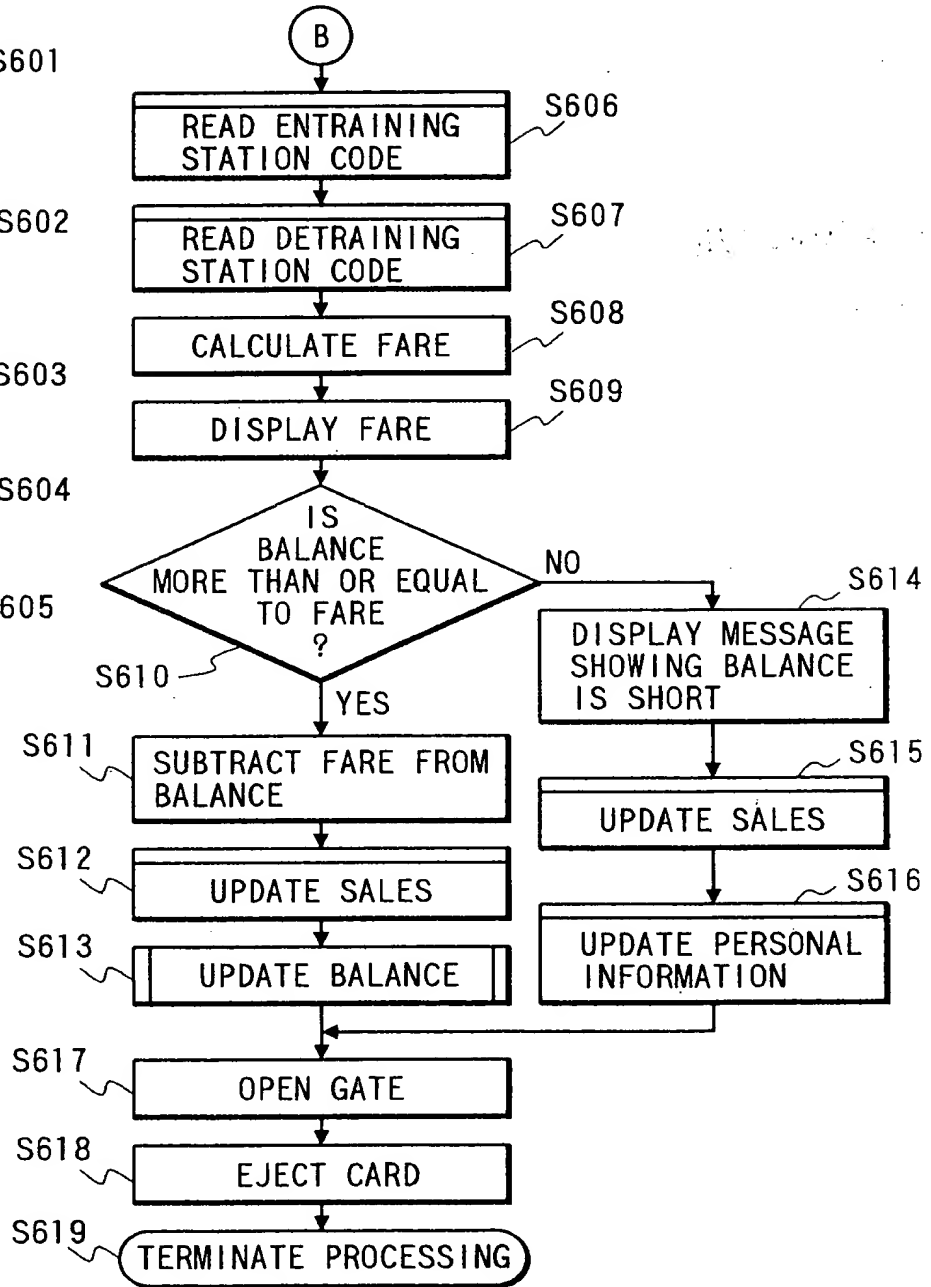 B
S601
READ ENTRAINING
STATION CODE
S606
S602
READ DETRAINING
STATION CODE
S607
CALCULATE FARE
S608
S603
DISPLAY FARE
S609
S604
IS
BALANCE
MORE THAN OR EQUAL
TO FARE
?
S610
NO
605
YES
S614
DISPLAY MESSAGE
SHOWING BALANCE
IS SHORT
S611
SUBTRACT FARE FROM
BALANCE
S615
UPDATE SALES
S612
UPDATE SALES
S616
UPDATE PERSONAL
INFORMATION
S613
UPDATE BALANCE
S617
OPEN GATE
S618
EJECT CARD
S619
TERMINATE PROCESSING